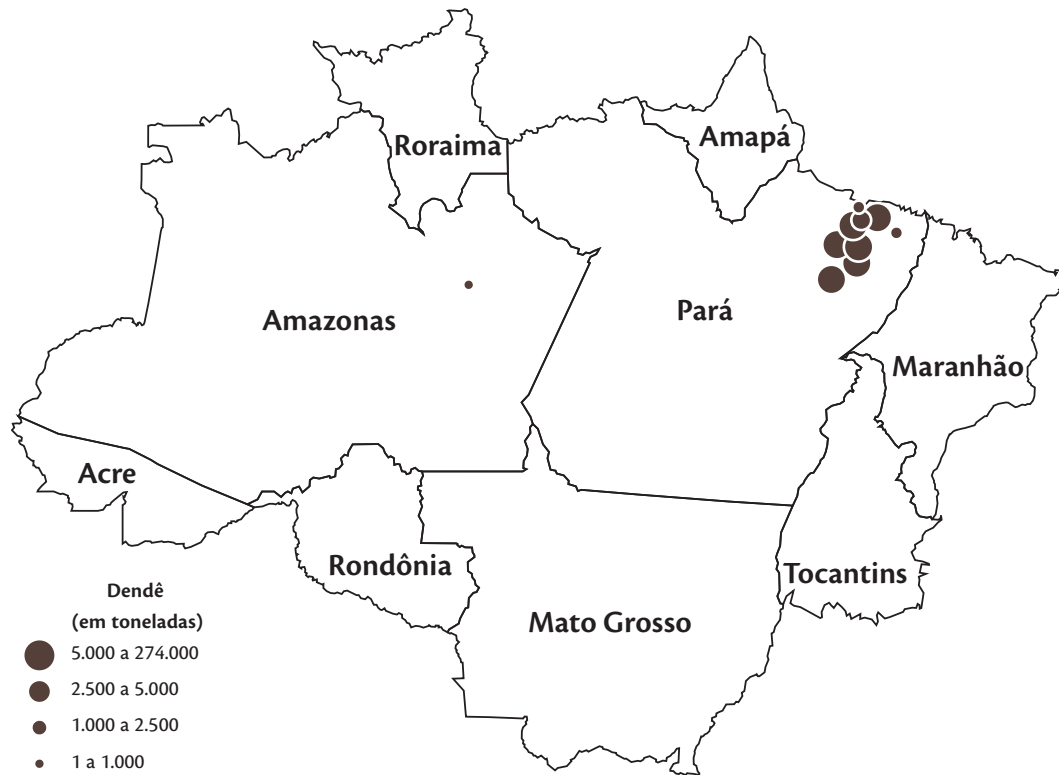 Roraima
Amapá
Amazonas
Pará
Maranhão
Acre
Rondônia
Tocantins
Mato Grosso
Dendê
(em toneladas)
5.000 a 274.000
2.500 a 5.000
1.000 a 2.500
1 a 1.000